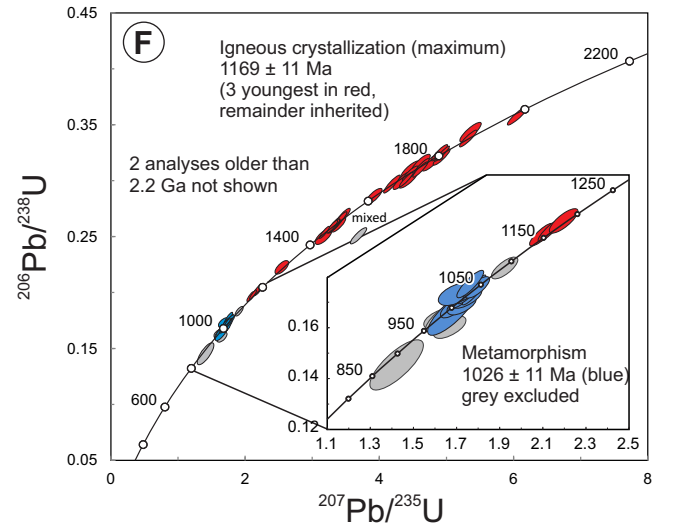 F
Igneous crystallization (maximum)
1169 ± 11 Ma
(3 youngest in red,
remainder inherited)
2 analyses older than
2.2 Ga not shown
2200
1800
1400
1000
600
mixed
1250
1150
1050
950
850
Metamorphism
1026 ± 11 Ma (blue)
grey excluded
0.16
0.14
0.12
1.1 1.3 1.5 1.7 1.9 2.1 2.3 2.5
0.45
0.35
0.25
0.15
0.05
0 2 4 6 8
206Pb/238U
207Pb/235U